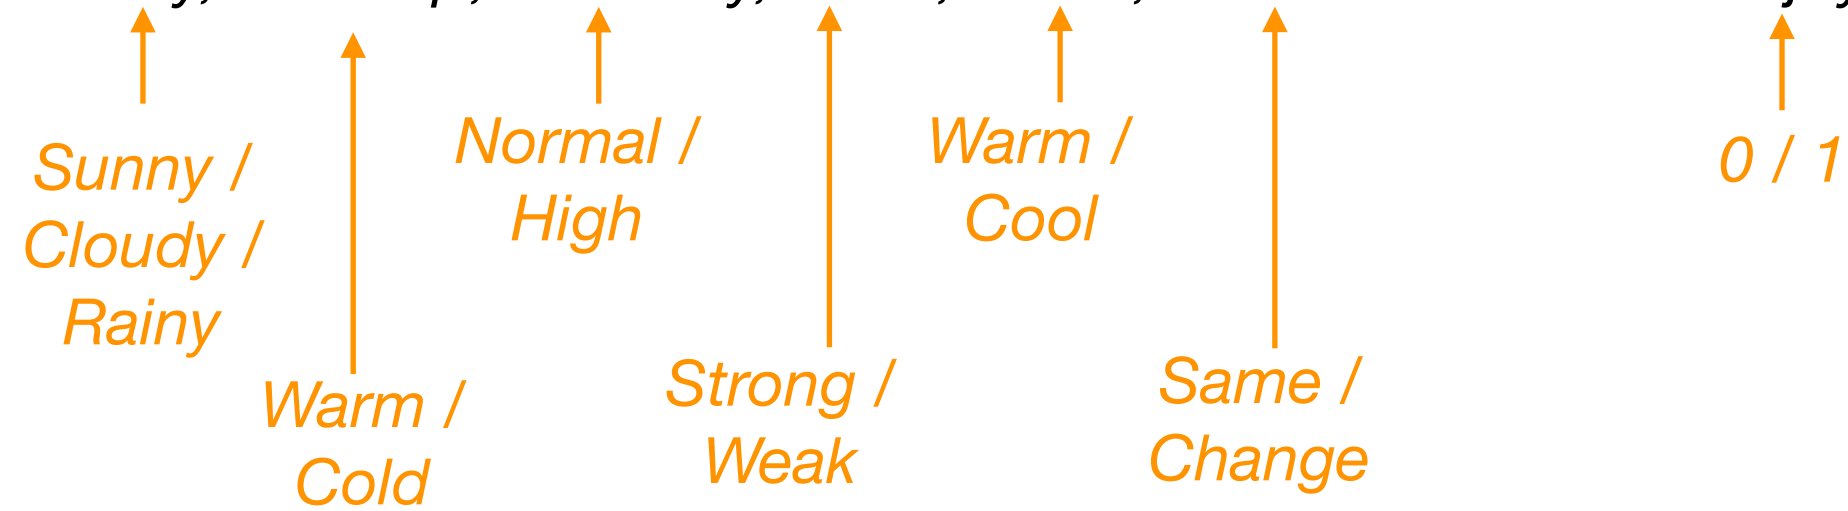 Sunny /
Cloudy /
Rainy
Warm /
Cold
Normal /
High
Strong /
Weak
Warm /
Cool
Same /
Change
0 / 1